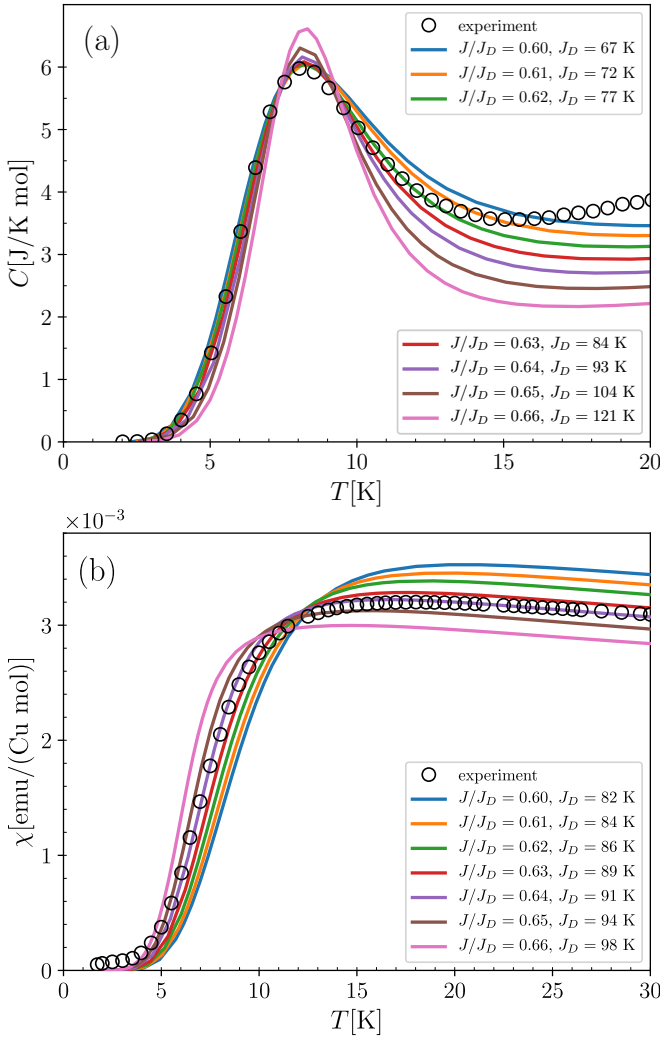 (a)
experiment
J/J_D = 0.60, J_D = 67 K
J/J_D = 0.61, J_D = 72 K
J/J_D = 0.62, J_D = 77 K
C[J/K mol]
6
5
4
3
2
1
0
J/J_D = 0.63, J_D = 84 K
J/J_D = 0.64, J_D = 93 K
J/J_D = 0.65, J_D = 104 K
J/J_D = 0.66, J_D = 121 K
0 5 10 15 20
T[K]
×10⁻³
(b)
χ[emu/(Cu mol)]
3
2
1
0
experiment
J/J_D = 0.60, J_D = 82 K
J/J_D = 0.61, J_D = 84 K
J/J_D = 0.62, J_D = 86 K
J/J_D = 0.63, J_D = 89 K
J/J_D = 0.64, J_D = 91 K
J/J_D = 0.65, J_D = 94 K
J/J_D = 0.66, J_D = 98 K
0 5 10 15 20 25 30
T[K]